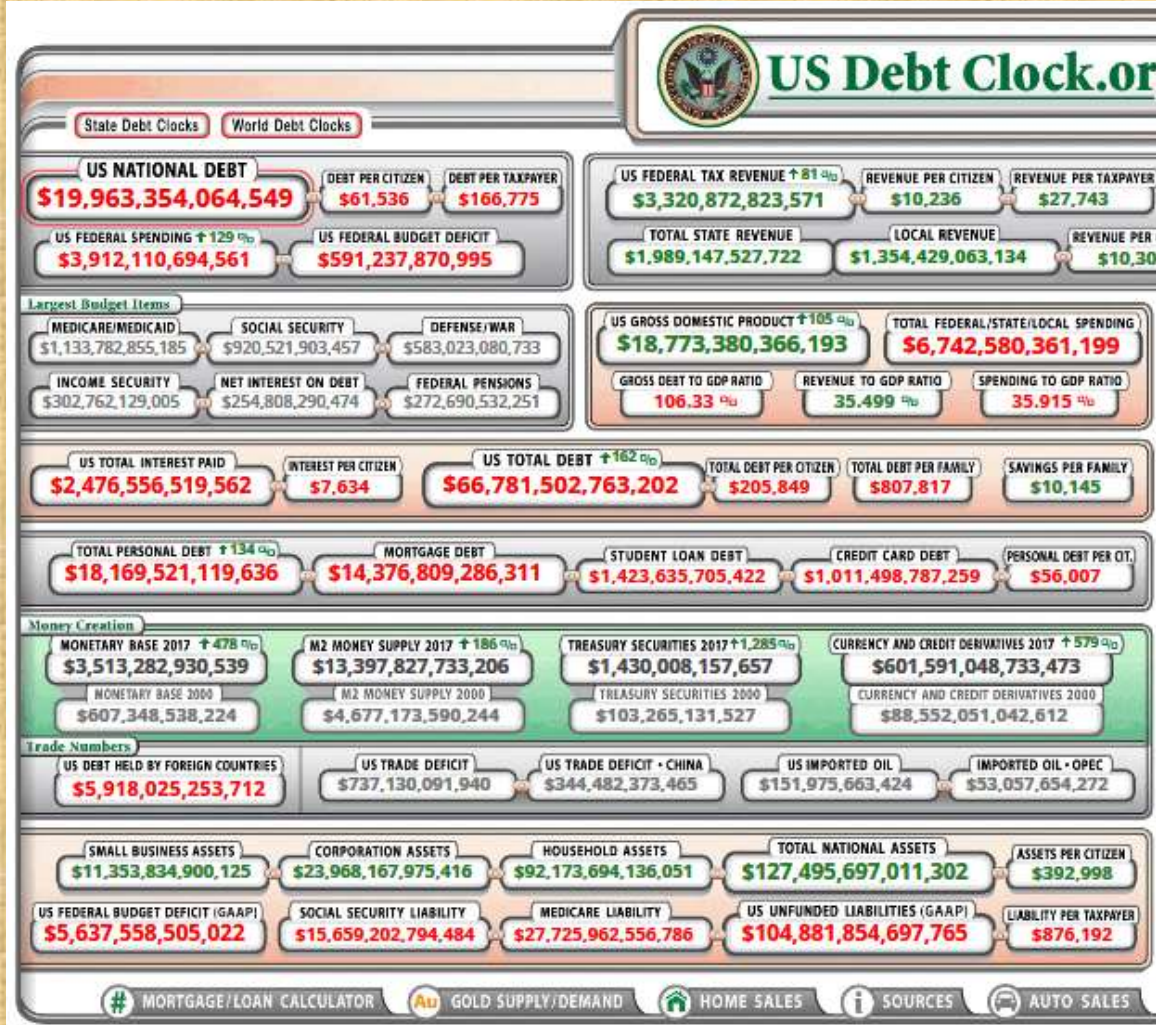 US Debt Clock.or
State Debt Clocks World Debt Clocks
US NATIONAL DEBT
$19,963,354,064,549
DEBT PER CITIZEN
$61,536
DEBT PER TAXPAYER
$166,775
US FEDERAL SPENDING ↑129 %
$3,912,110,694,561
US FEDERAL BUDGET DEFICIT
$591,237,870,995
US FEDERAL TAX REVENUE ↑81 %
$3,320,872,823,571
REVENUE PER CITIZEN
$10,236
REVENUE PER TAXPAYER
$27,743
TOTAL STATE REVENUE
$1,989,147,527,722
LOCAL REVENUE
$1,354,429,063,134
REVENUE PER
$10,30
Largest Budget Items
MEDICARE/MEDICAID
$1,133,782,855,185
SOCIAL SECURITY
$920,521,903,457
DEFENSE/WAR
$583,023,080,733
INCOME SECURITY
$302,762,129,005
NET INTEREST ON DEBT
$254,808,290,474
FEDERAL PENSIONS
$272,690,532,251
US GROSS DOMESTIC PRODUCT ↑105 %
$18,773,380,366,193
TOTAL FEDERAL/STATE/LOCAL SPENDING
$6,742,580,361,199
GROSS DEBT TO GDP RATIO
106.33 %
REVENUE TO GDP RATIO
35.499 %
SPENDING TO GDP RATIO
35.915 %
US TOTAL INTEREST PAID
$2,476,556,519,562
INTEREST PER CITIZEN
$7,634
US TOTAL DEBT ↑162 %
$66,781,502,763,202
TOTAL DEBT PER CITIZEN
$205,849
TOTAL DEBT PER FAMILY
$807,817
SAVINGS PER FAMILY
$10,145
TOTAL PERSONAL DEBT ↑134 %
$18,169,521,119,636
MORTGAGE DEBT
$14,376,809,286,311
STUDENT LOAN DEBT
$1,423,635,705,422
CREDIT CARD DEBT
$1,011,498,787,259
PERSONAL DEBT PER CIT.
$56,007
Money Creation
MONETARY BASE 2017 ↑478 %
$3,513,282,930,539
MONETARY BASE 2000
$607,348,538,224
M2 MONEY SUPPLY 2017 ↑186 %
$13,397,827,733,206
M2 MONEY SUPPLY 2000
$4,677,173,590,244
TREASURY SECURITIES 2017 ↑1,285 %
$1,430,008,157,657
TREASURY SECURITIES 2000
$103,265,131,527
CURRENCY AND CREDIT DERIVATIVES 2017 ↑579 %
$601,591,048,733,473
CURRENCY AND CREDIT DERIVATIVES 2000
$88,552,051,042,612
Trade Numbers
US DEBT HELD BY FOREIGN COUNTRIES
$5,918,025,253,712
US TRADE DEFICIT
$737,130,091,940
US TRADE DEFICIT • CHINA
$344,482,373,465
US IMPORTED OIL
$151,975,663,424
IMPORTED OIL • OPEC
$53,057,654,272
SMALL BUSINESS ASSETS
$11,353,834,900,125
CORPORATION ASSETS
$23,968,167,975,416
HOUSEHOLD ASSETS
$92,173,694,136,051
TOTAL NATIONAL ASSETS
$127,495,697,011,302
ASSETS PER CITIZEN
$392,998
US FEDERAL BUDGET DEFICIT (GAAP)
$5,637,558,505,022
SOCIAL SECURITY LIABILITY
$15,659,202,794,484
MEDICARE LIABILITY
$27,725,962,556,786
US UNFUNDED LIABILITIES (GAAP)
$104,881,854,697,765
LIABILITY PER TAXPAYER
$876,192
# MORTGAGE/LOAN CALCULATOR Au GOLD SUPPLY/DEMAND HOME SALES i SOURCES AUTO SALES